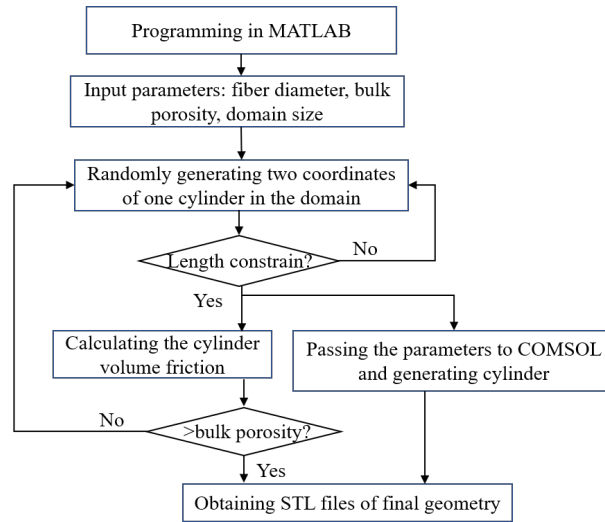 Programming in MATLAB
Input parameters: fiber diameter, bulk
porosity, domain size
Randomly generating two coordinates
of one cylinder in the domain
Length constrain?
No
Yes
Calculating the cylinder
volume friction
Passing the parameters to COMSOL
and generating cylinder
No
>bulk porosity?
Yes
Obtaining STL files of final geometry